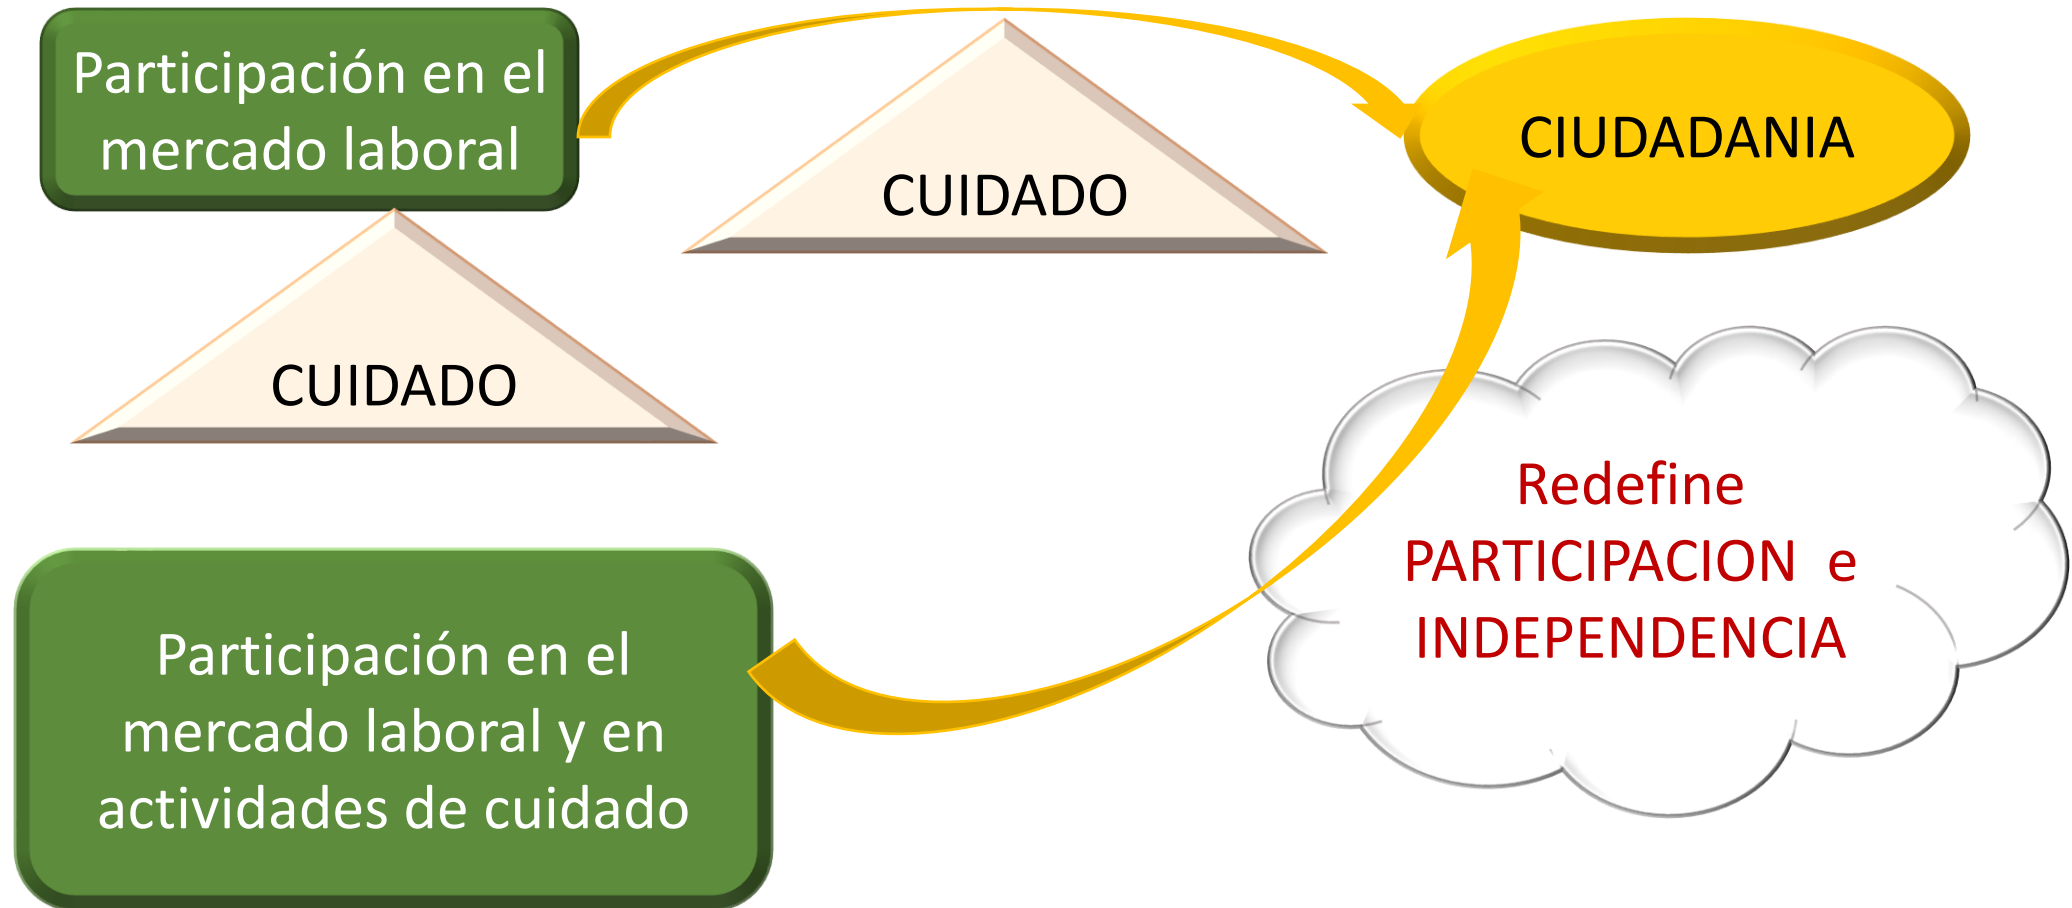 Participación en el
mercado laboral
CUIDADO
CIUDADANIA
CUIDADO
Redefine
PARTICIPACION e
INDEPENDENCIA
Participación en el
mercado laboral y en
actividades de cuidado